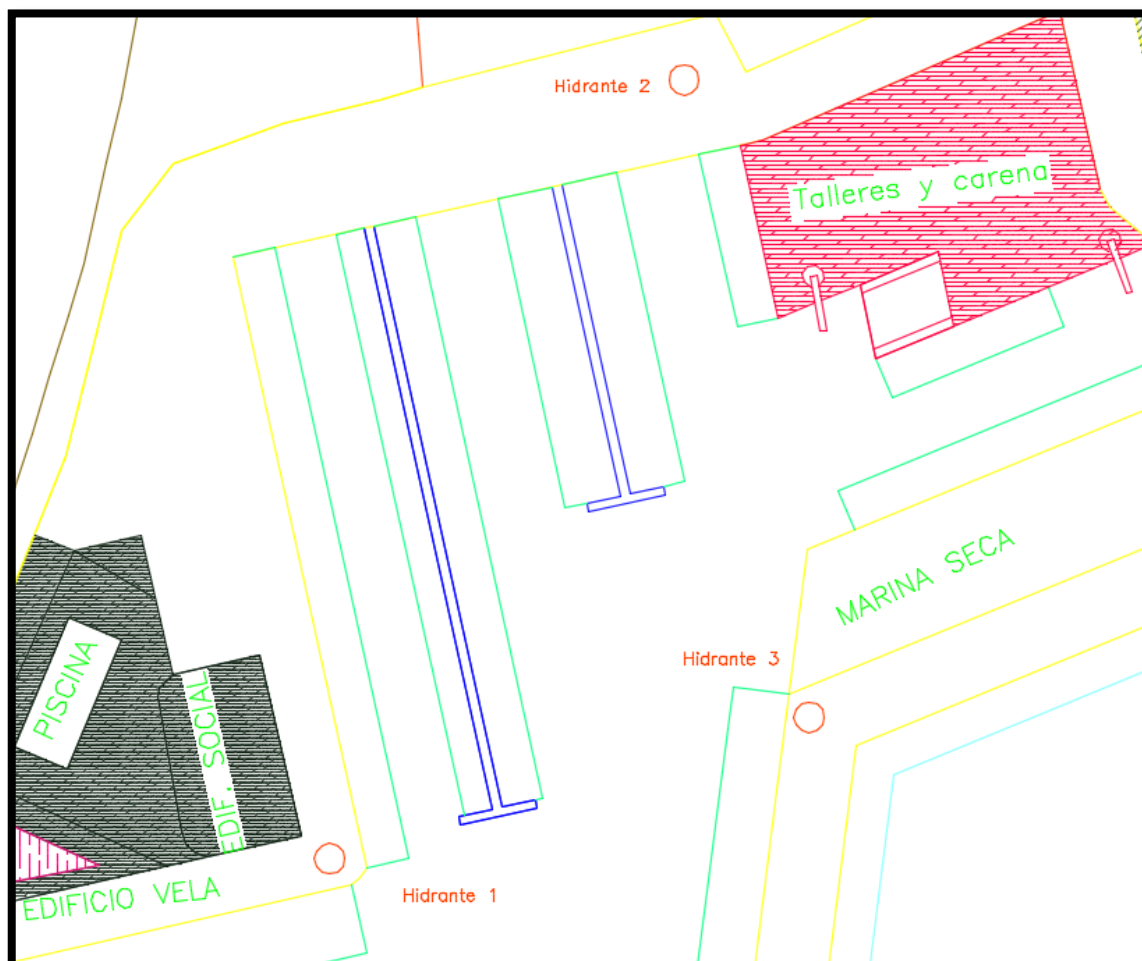 Hidrante 2
Talleres y carena
MARINA SECA
PISCINA
EDIF. SOCIAL
Hidrante 3
EDIFICIO VELA
Hidrante 1